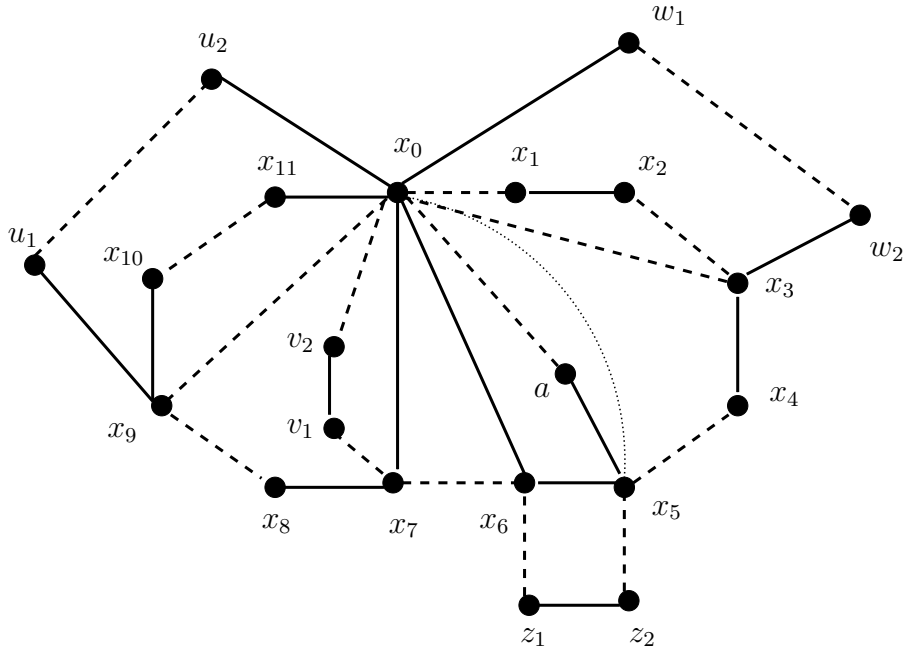 w₁
u₂
x₀
x₁₁
x₁
x₂
u₁
x₁₀
w₂
x₃
v₂
a
x₄
v₁
x₉
x₈
x₇
x₆
x₅
z₁
z₂